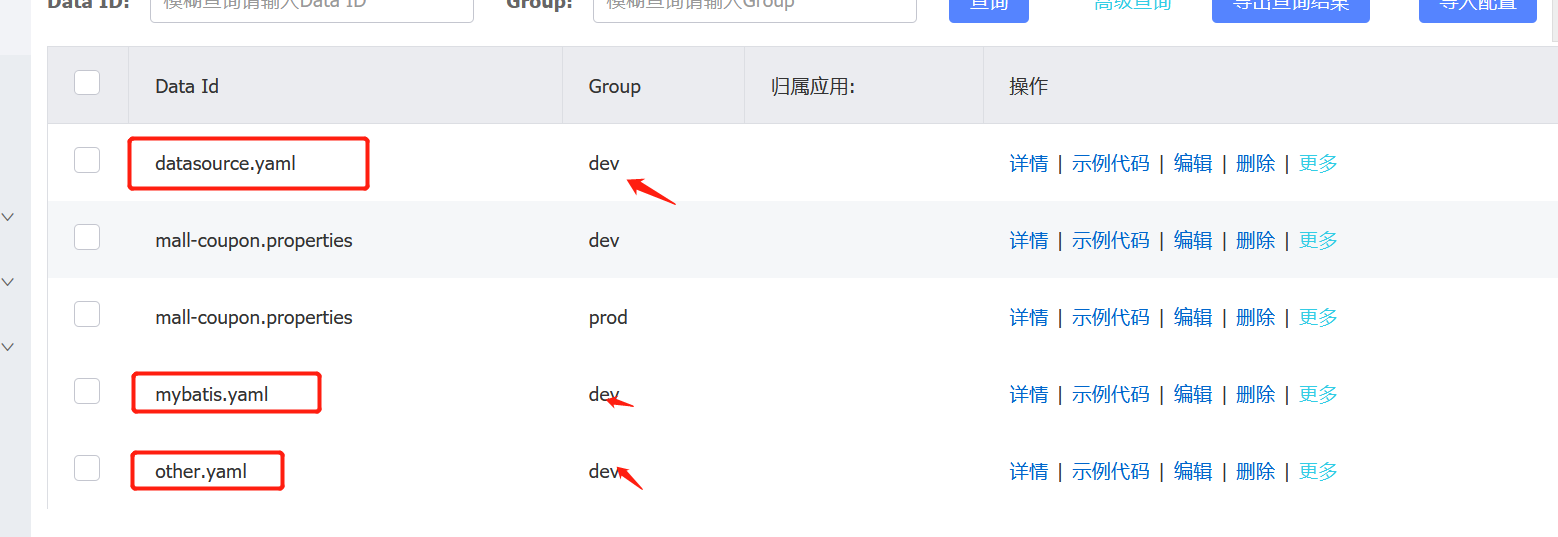 Data ID: 模糊查询请输入Data ID Group: 模糊查询请输入Group 查询 高级查询 导出查询结果 导入配置
Data Id Group 归属应用: 操作
datasource.yaml dev 详情 | 示例代码 | 编辑 | 删除 | 更多
mall-coupon.properties dev 详情 | 示例代码 | 编辑 | 删除 | 更多
mall-coupon.properties prod 详情 | 示例代码 | 编辑 | 删除 | 更多
mybatis.yaml dev 详情 | 示例代码 | 编辑 | 删除 | 更多
other.yaml dev 详情 | 示例代码 | 编辑 | 删除 | 更多